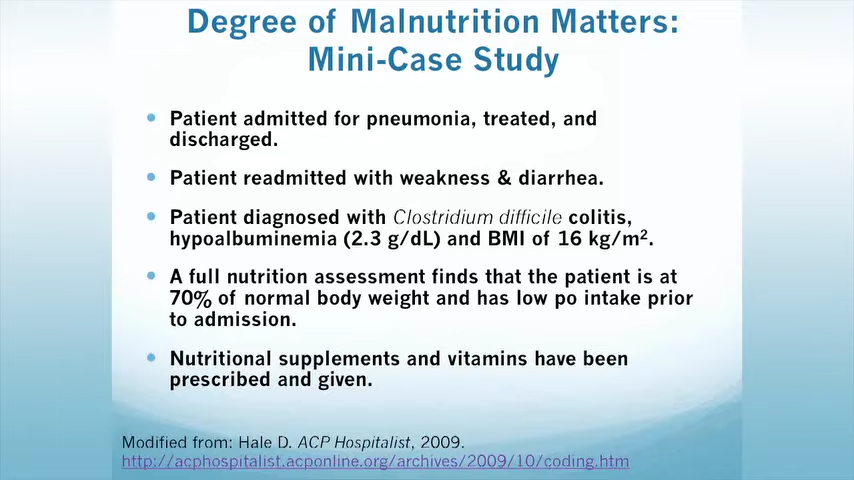 Degree of Malnutrition Matters:
Mini-Case Study
• Patient admitted for pneumonia, treated, and
discharged.
• Patient readmitted with weakness & diarrhea.
• Patient diagnosed with Clostridium difficile colitis,
hypoalbuminemia (2.3 g/dL) and BMI of 16 kg/m².
• A full nutrition assessment finds that the patient is at
70% of normal body weight and has low po intake prior
to admission.
• Nutritional supplements and vitamins have been
prescribed and given.
Modified from: Hale D. ACP Hospitalist, 2009.
http://acphospitalist.acponline.org/archives/2009/10/coding.htm